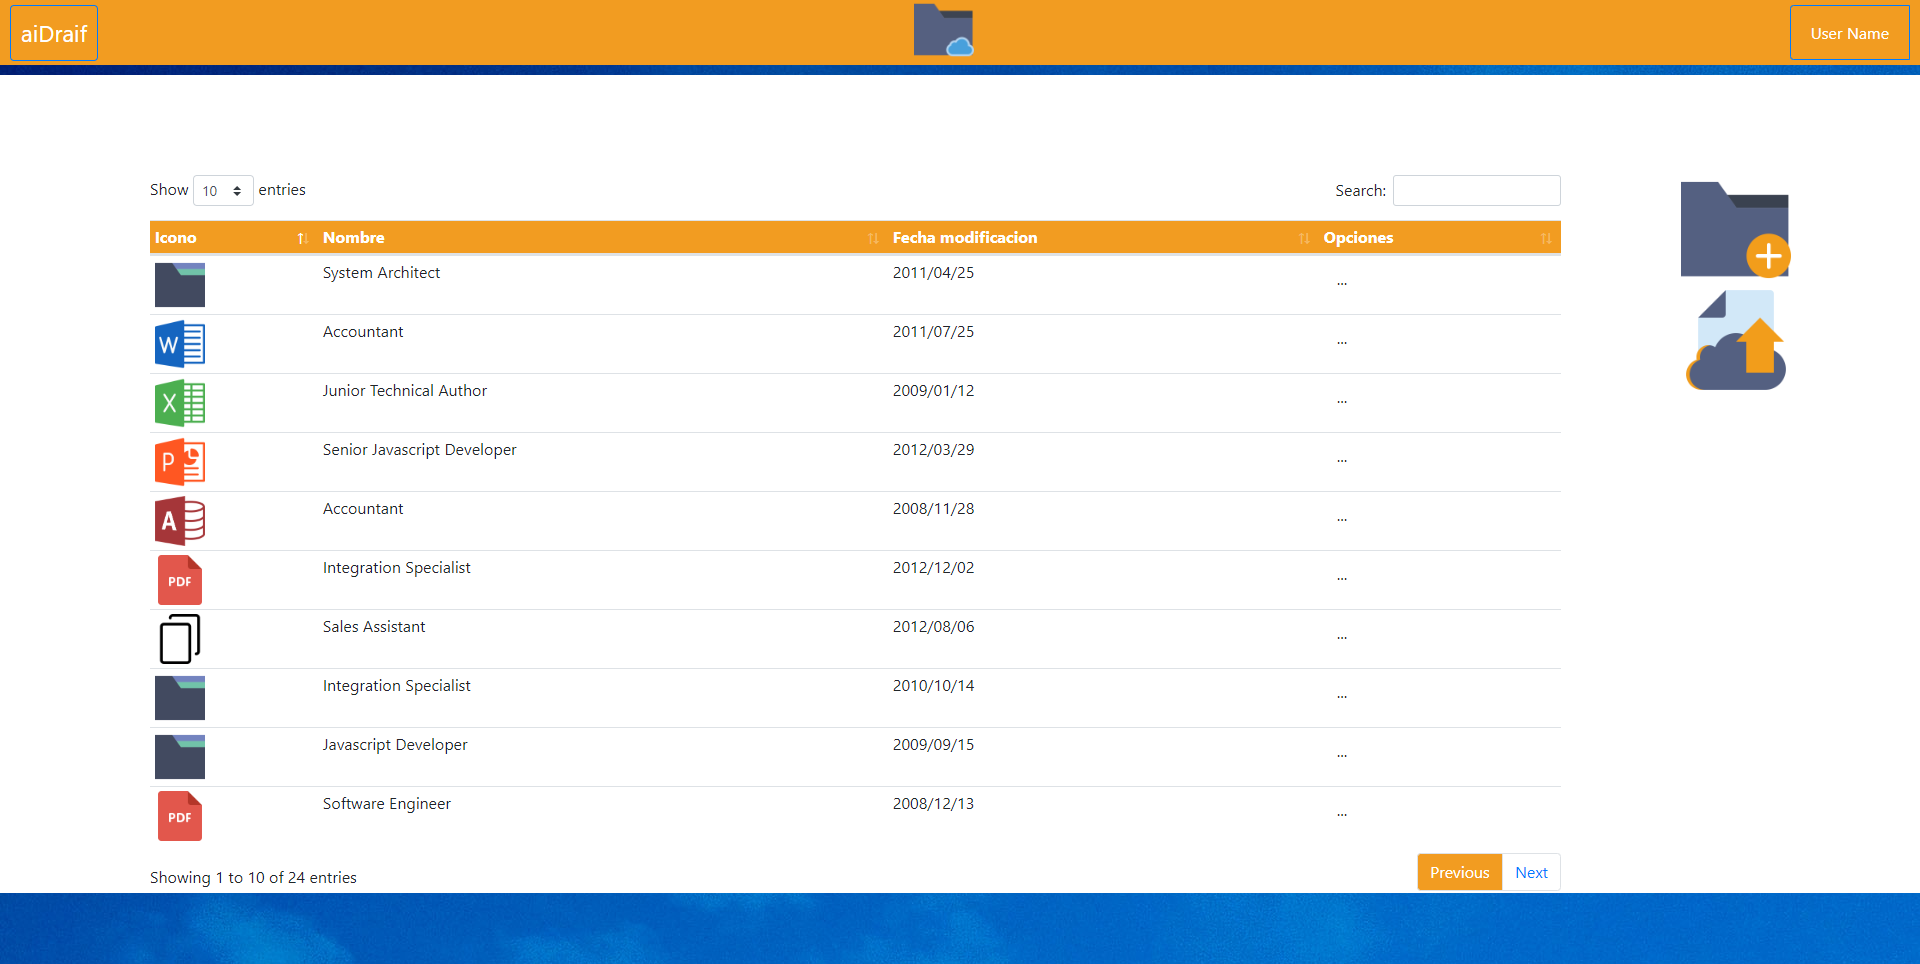 aiDraif
User Name
Show 10 entries
Search:
Icono Nombre Fecha modificacion Opciones
System Architect 2011/04/25 ...
W Accountant 2011/07/25 ...
X Junior Technical Author 2009/01/12 ...
P Senior Javascript Developer 2012/03/29 ...
A Accountant 2008/11/28 ...
PDF Integration Specialist 2012/12/02 ...
Sales Assistant 2012/08/06 ...
Integration Specialist 2010/10/14 ...
Javascript Developer 2009/09/15 ...
PDF Software Engineer 2008/12/13 ...
Showing 1 to 10 of 24 entries
Previous Next